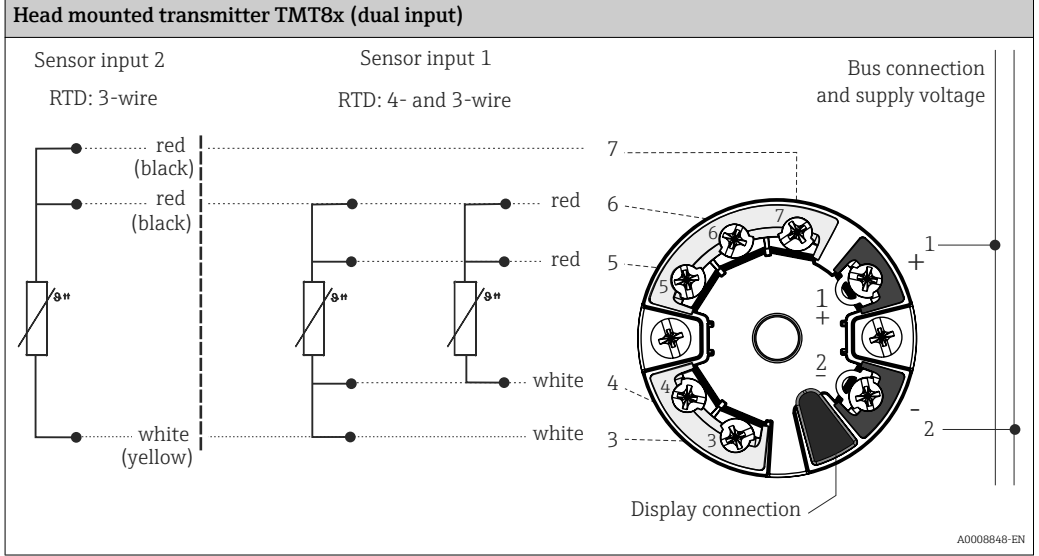 Head mounted transmitter TMT8x (dual input)
Sensor input 2
RTD: 3-wire
Sensor input 1
RTD: 4- and 3-wire
Bus connection
and supply voltage
red
(black)
7
red
(black)
red
6
red
5
white
4
white
(yellow)
white
3
7
6
5
4
3
1
+
2
-
1
+
-
2
ϑ
ϑ
ϑ
Display connection
A0008848-EN